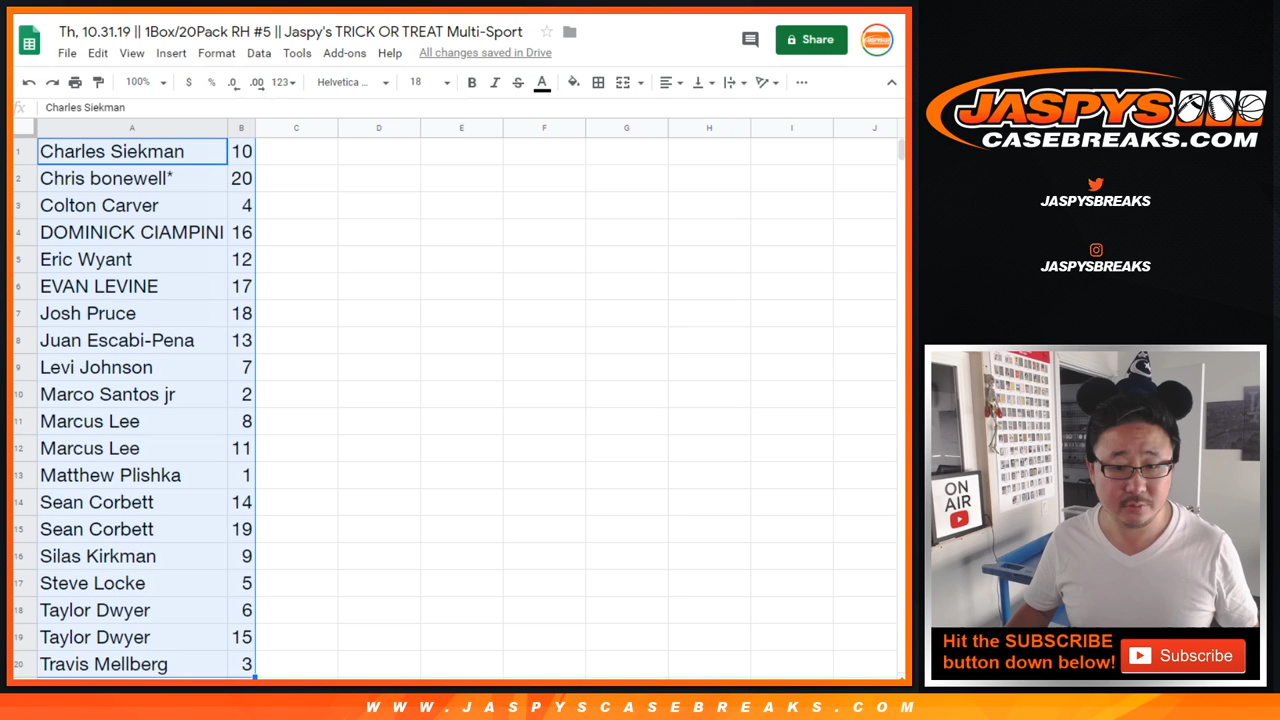 Th, 10.31.19 || 1Box/20Pack RH #5 || Jaspy's TRICK OR TREAT Multi-Sport
File Edit View Insert Format Data Tools Add-ons Help All changes saved in Drive
Share
100% $ % .0 .00 123 Helvetica ... 18 B I S A ...
fx Charles Siekman
A B C D E F G H I J
1 Charles Siekman 10
2 Chris bonewell* 20
3 Colton Carver 4
4 DOMINICK CIAMPINI 16
5 Eric Wyant 12
6 EVAN LEVINE 17
7 Josh Pruce 18
8 Juan Escabi-Pena 13
9 Levi Johnson 7
10 Marco Santos jr 2
11 Marcus Lee 8
12 Marcus Lee 11
13 Matthew Plishka 1
14 Sean Corbett 14
15 Sean Corbett 19
16 Silas Kirkman 9
17 Steve Locke 5
18 Taylor Dwyer 6
19 Taylor Dwyer 15
20 Travis Mellberg 3
JASPYS
CASEBREAKS.COM
JASPYSBREAKS
JASPYSBREAKS
ON
AIR
Hit the SUBSCRIBE
button down below!
Subscribe
WWW.JASPYSCASEBREAKS.COM